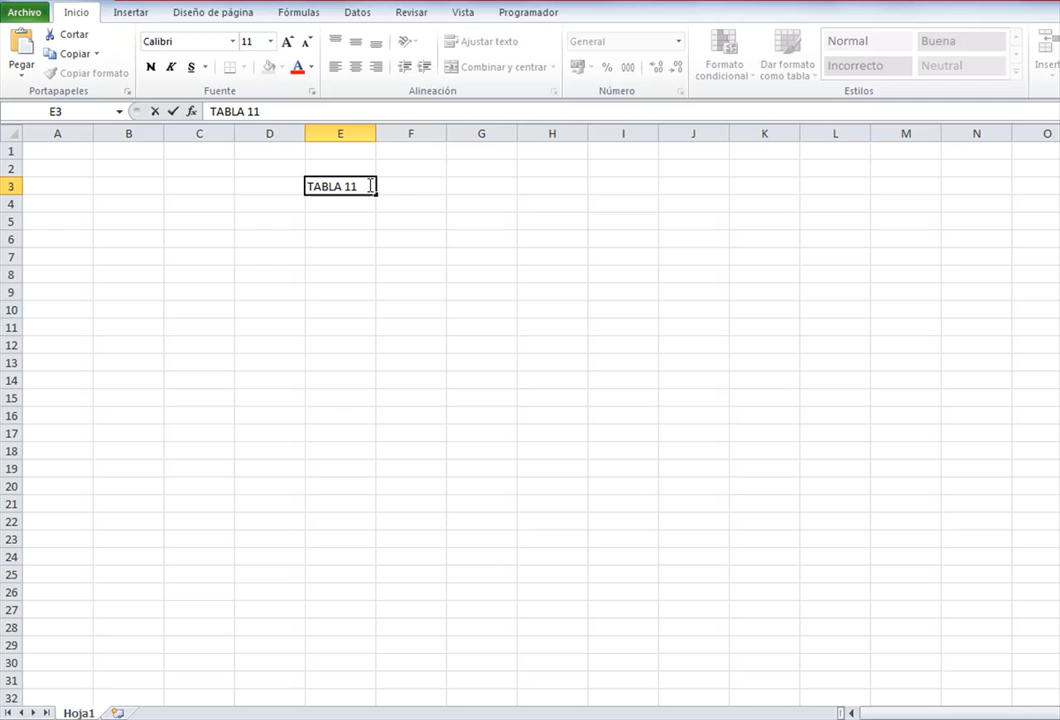 Archivo Inicio Insertar Diseño de página Fórmulas Datos Revisar Vista Programador
Pegar
Cortar
Copiar
Copiar formato
Portapapeles
Calibri 11 A A
N K S A
Fuente
Ajustar texto
Combinar y centrar
Alineación
General
% 000
Número
Formato condicional
Dar formato como tabla
Normal Buena
Incorrecto Neutral
Estilos
E3 fx TABLA 11
A B C D E F G H I J K L M N O
1
2
3 TABLA 11
4
5
6
7
8
9
10
11
12
13
14
15
16
17
18
19
20
21
22
23
24
25
26
27
28
29
30
31
32
Hoja1